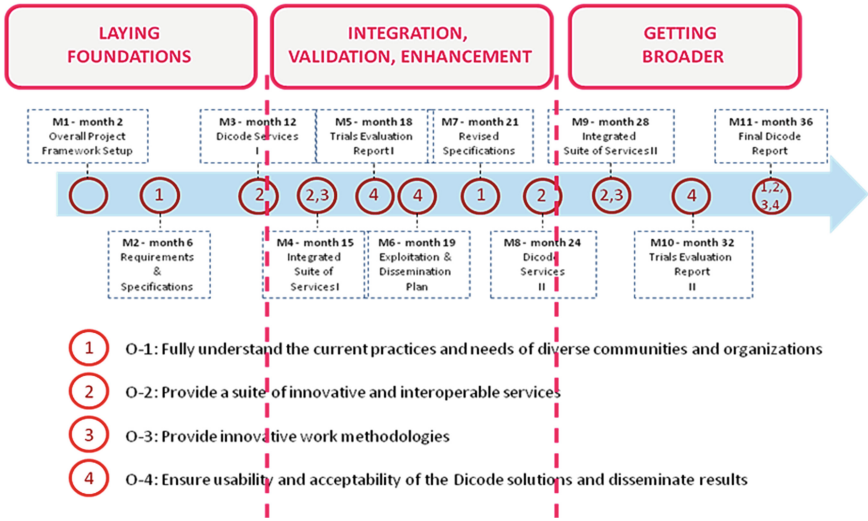 LAYING
FOUNDATIONS
INTEGRATION,
VALIDATION, ENHANCEMENT
GETTING
BROADER
M1 - month 2
Overall Project
Framework Setup
M3 - month 12
Dicode Services
I
M5 - month 18
Trials Evaluation
Report I
M7 - month 21
Revised
Specifications
M9 - month 28
Integrated
Suite of Services II
M11 - month 36
Final Dicode
Report
1
2
2,3
4
4
1
2
2,3
4
1,2,
3,4
M2 - month 6
Requirements
&
Specifications
M4 - month 15
Integrated
Suite of
Services I
M6 - month 19
Exploitation &
Dissemination
Plan
M8 - month 24
Dicode
Services
II
M10 - month 32
Trials Evaluation
Report
II
1 O-1: Fully understand the current practices and needs of diverse communities and organizations
2 O-2: Provide a suite of innovative and interoperable services
3 O-3: Provide innovative work methodologies
4 O-4: Ensure usability and acceptability of the Dicode solutions and disseminate results